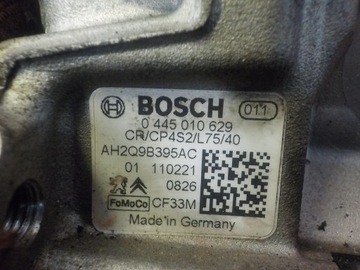 BOSCH 011
0 445 010 629
CR/CP4S2/L75/40
AH2Q9B395AC
01 110221
0826
FoMoCo CF33M
Made in Germany